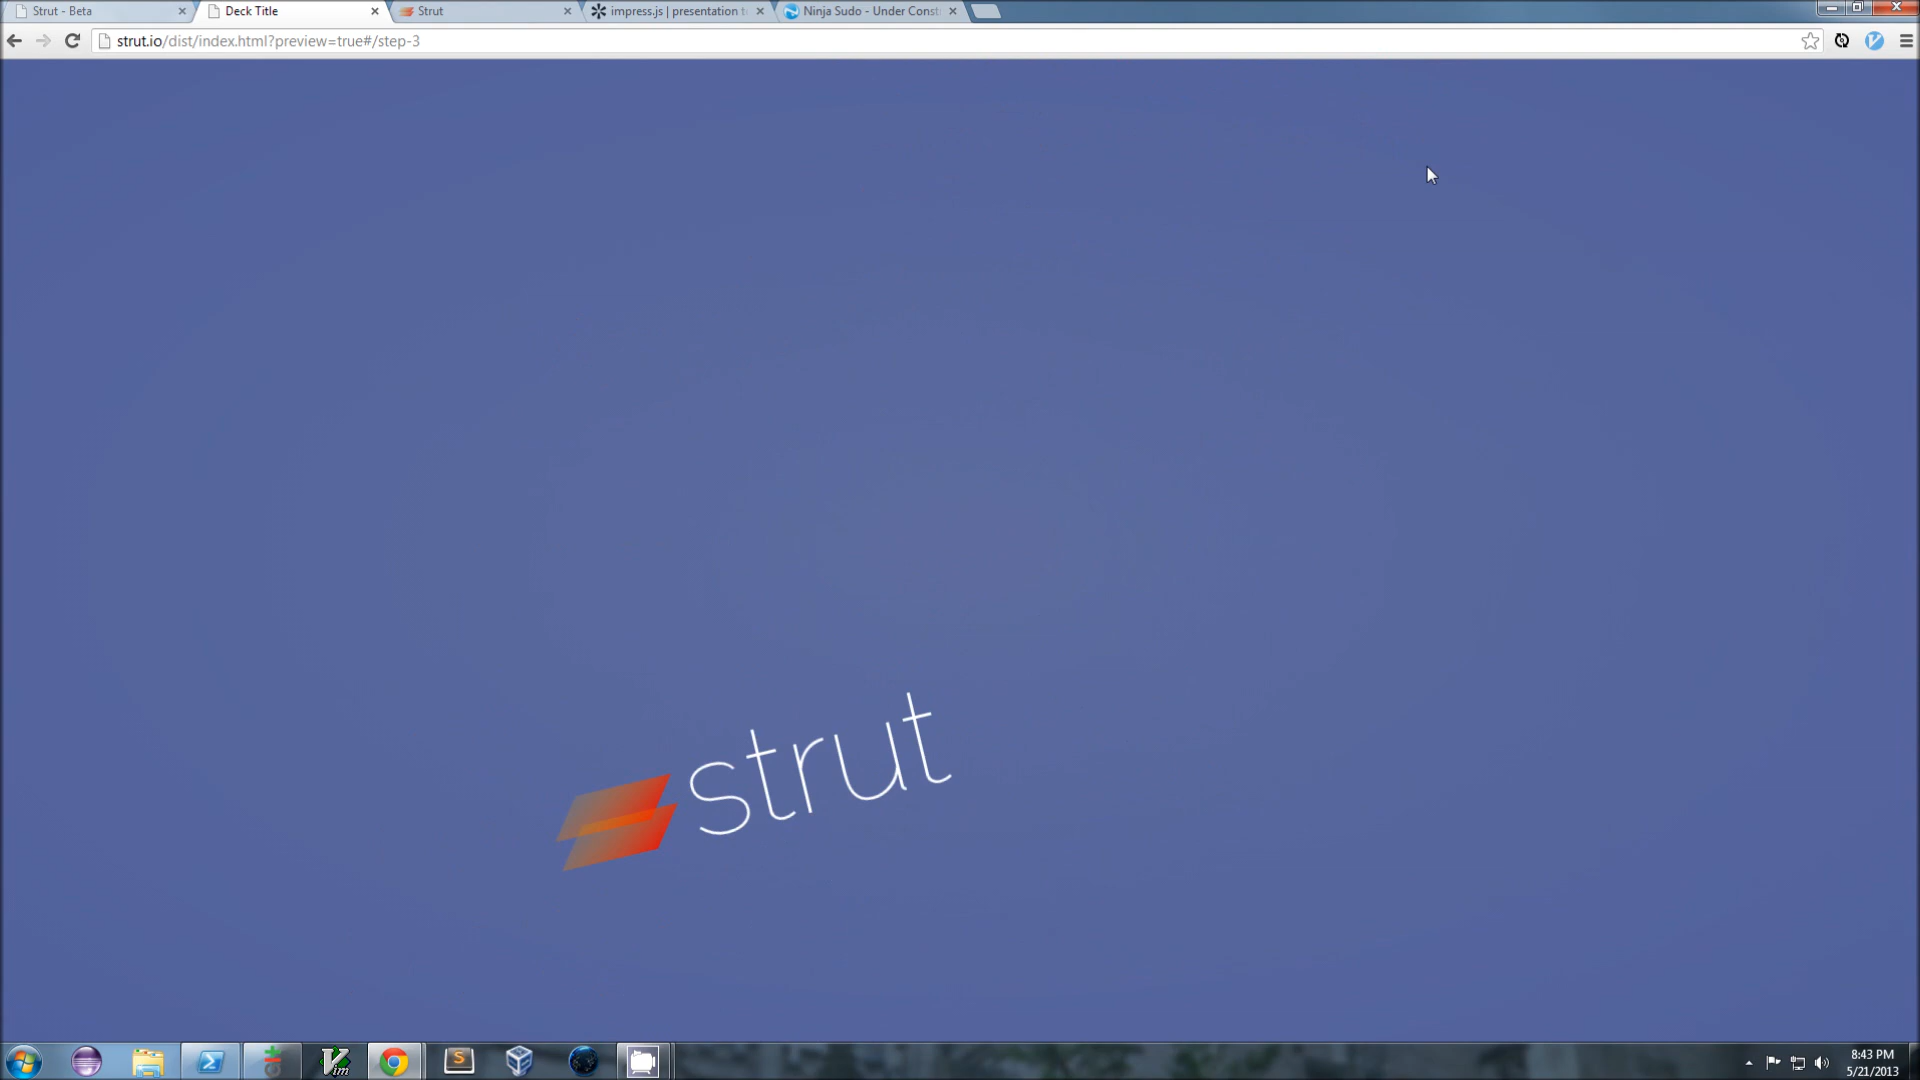 Strut - Beta
Deck Title
Strut
impress.js | presentation t
Ninja Sudo - Under Const
strut.io/dist/index.html?preview=true#/step-3
strut
Vim
S
8:43 PM
5/21/2013